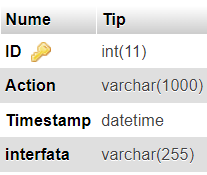 Nume Tip
ID int(11)
Action varchar(1000)
Timestamp datetime
interfata varchar(255)